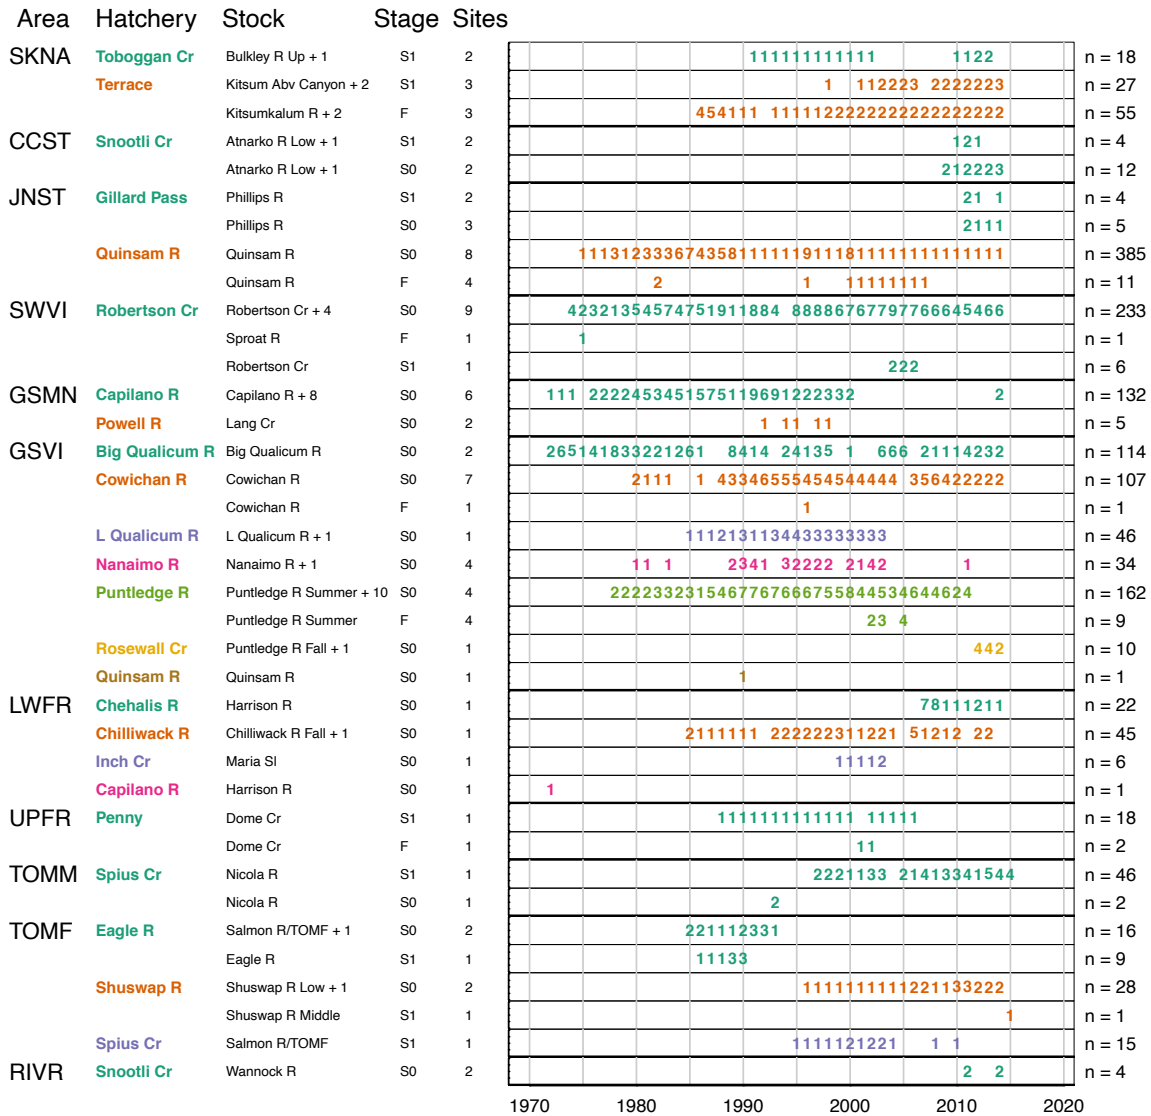 Area Hatchery Stock Stage Sites
SKNA Toboggan Cr Bulkley R Up + 1 S1 2 111111111111 1122 n = 18
Terrace Kitsum Abv Canyon + 2 S1 3 1 112223 2222223 n = 27
Kitsumkalum R + 2 F 3 454111 1111122222222222222222 n = 55
CCST Snootli Cr Atnarko R Low + 1 S1 2 121 n = 4
Atnarko R Low + 1 S0 2 212223 n = 12
JNST Gillard Pass Phillips R S1 2 21 1 n = 4
Phillips R S0 3 2111 n = 5
Quinsam R Quinsam R S0 8 1113123336743581111119111811111111111111 n = 385
Quinsam R F 4 2 1 11111111 n = 11
SWVI Robertson Cr Robertson Cr + 4 S0 9 42321354574751911884 88886767797766645466 n = 233
Sproat R F 1 1 n = 1
Robertson Cr S1 1 222 n = 6
GSMN Capilano R Capilano R + 8 S0 6 111 2222453451575119691222332 2 n = 132
Powell R Lang Cr S0 2 1 11 11 n = 5
GSVI Big Qualicum R Big Qualicum R S0 2 265141833221261 8414 24135 1 666 21114232 n = 114
Cowichan R Cowichan R S0 7 2111 1 43346555454544444 356422222 n = 107
Cowichan R F 1 1 n = 1
L Qualicum R L Qualicum R + 1 S0 1 1112131134433333333 n = 46
Nanaimo R Nanaimo R + 1 S0 4 11 1 2341 32222 2142 1 n = 34
Puntledge R Puntledge R Summer + 10 S0 4 2222332315467767666755844534644624 n = 162
Puntledge R Summer F 4 23 4 n = 9
Rosewall Cr Puntledge R Fall + 1 S0 1 442 n = 10
Quinsam R Quinsam R S0 1 1 n = 1
LWFR Chehalis R Harrison R S0 1 78111211 n = 22
Chilliwack R Chilliwack R Fall + 1 S0 1 2111111 222222311221 51212 22 n = 45
Inch Cr Maria Sl S0 1 11112 n = 6
Capilano R Harrison R S0 1 1 n = 1
UPFR Penny Dome Cr S1 1 1111111111111 11111 n = 18
Dome Cr F 1 11 n = 2
TOMM Spius Cr Nicola R S1 1 2221133 21413341544 n = 46
Nicola R S0 1 2 n = 2
TOMF Eagle R Salmon R/TOMF + 1 S0 2 221112331 n = 16
Eagle R S1 1 11133 n = 9
Shuswap R Shuswap R Low + 1 S0 2 1111111111221133222 n = 28
Shuswap R Middle S1 1 1 n = 1
Spius Cr Salmon R/TOMF S1 1 1111121221 1 1 n = 15
RIVR Snootli Cr Wannock R S0 2 2 2 n = 4
1970 1980 1990 2000 2010 2020